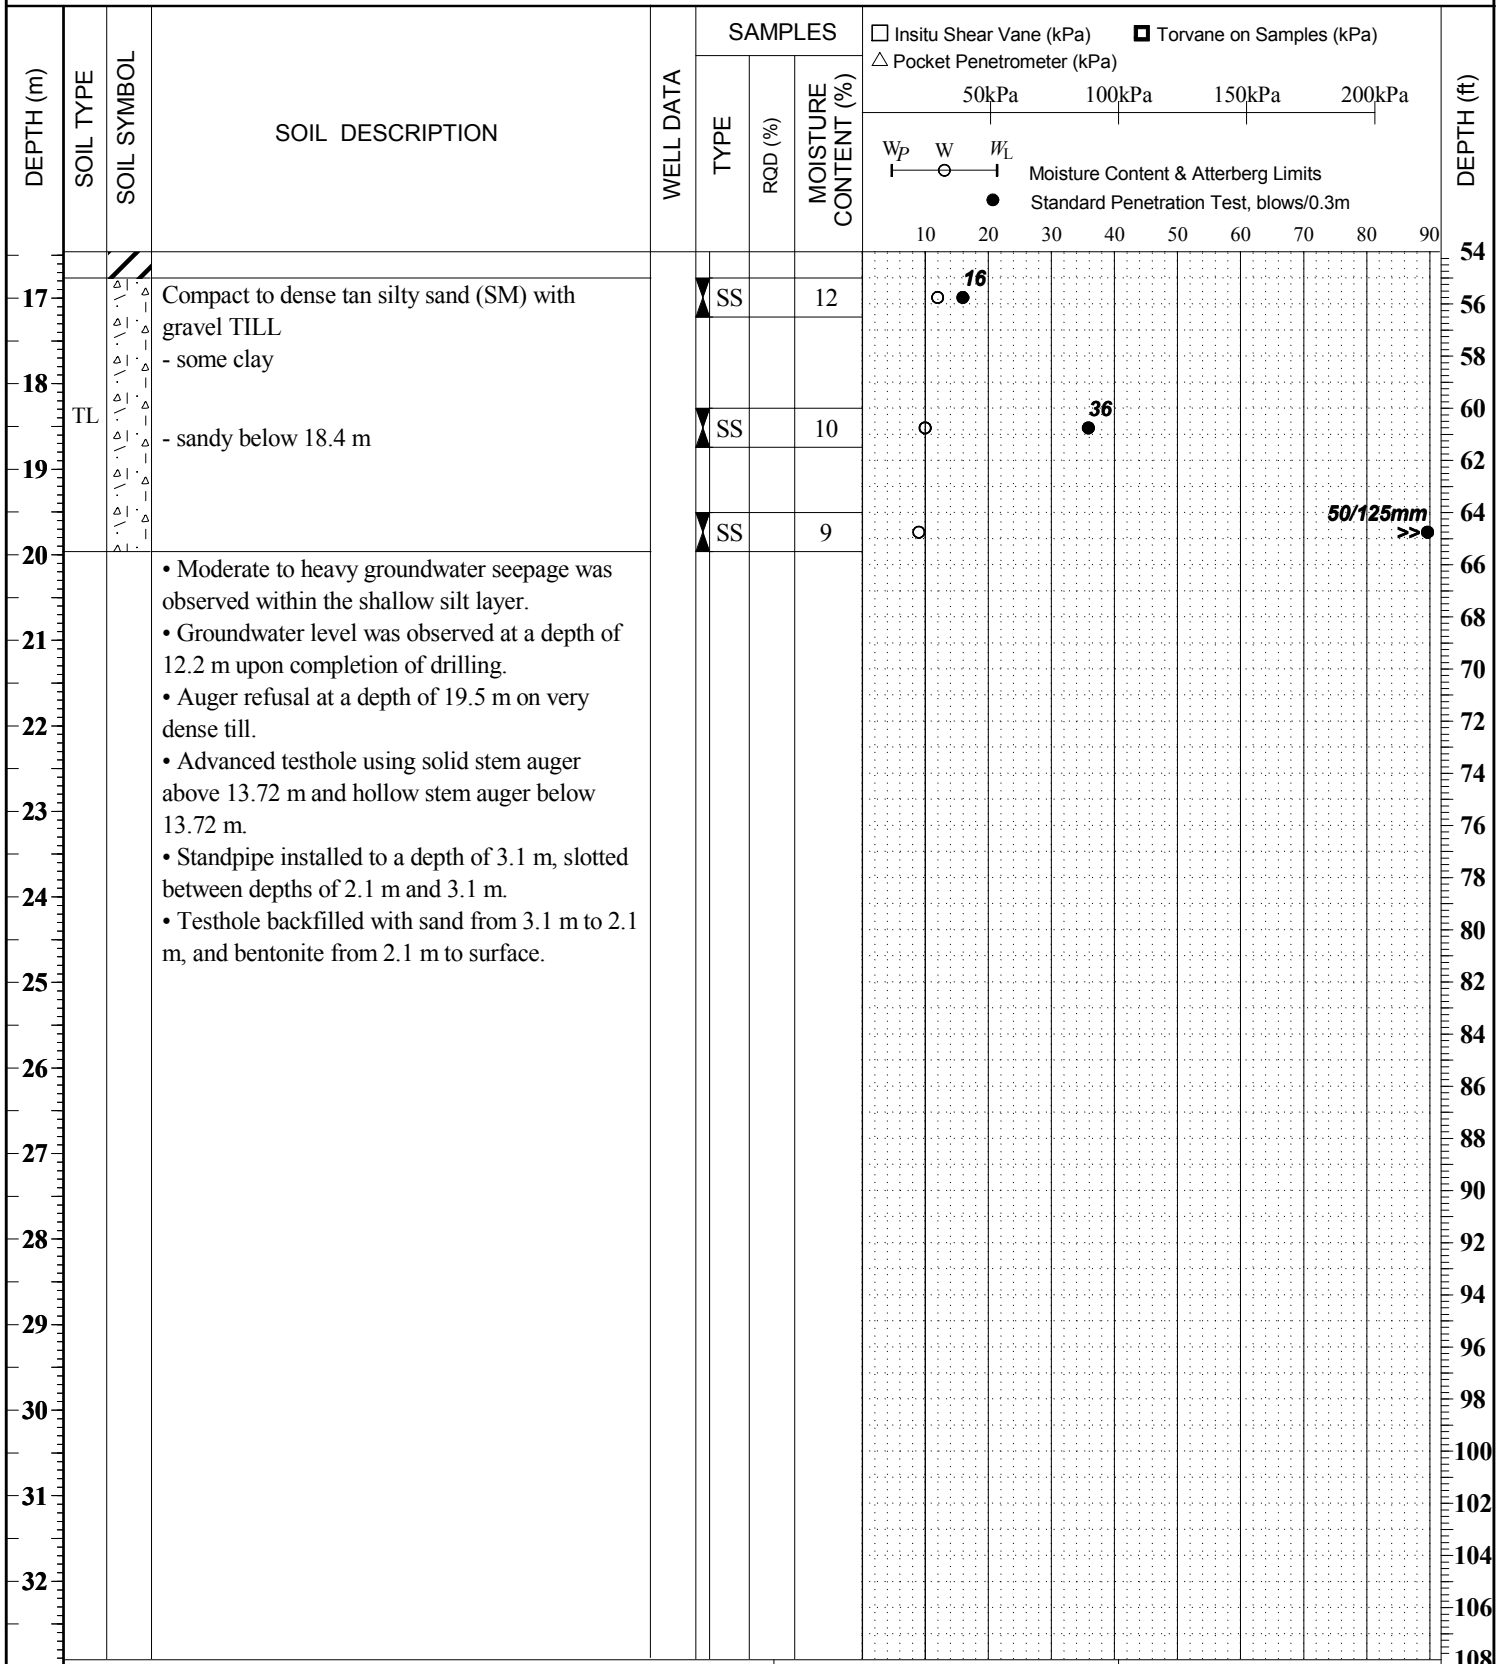 DEPTH (m)
SOIL TYPE
SOIL SYMBOL
SOIL DESCRIPTION
WELL DATA
SAMPLES
TYPE
RQD (%)
MOISTURE
CONTENT (%)
Insitu Shear Vane (kPa)
Torvane on Samples (kPa)
Pocket Penetrometer (kPa)
50kPa 100kPa 150kPa 200kPa
WP W WL
Moisture Content & Atterberg Limits
Standard Penetration Test, blows/0.3m
10 20 30 40 50 60 70 80 90
DEPTH (ft)
17
18
19
20
21
22
23
24
25
26
27
28
29
30
31
32
TL
Compact to dense tan silty sand (SM) with
gravel TILL
- some clay
- sandy below 18.4 m
• Moderate to heavy groundwater seepage was
observed within the shallow silt layer.
• Groundwater level was observed at a depth of
12.2 m upon completion of drilling.
• Auger refusal at a depth of 19.5 m on very
dense till.
• Advanced testhole using solid stem auger
above 13.72 m and hollow stem auger below
13.72 m.
• Standpipe installed to a depth of 3.1 m, slotted
between depths of 2.1 m and 3.1 m.
• Testhole backfilled with sand from 3.1 m to 2.1
m, and bentonite from 2.1 m to surface.
SS 12
SS 10
SS 9
16
36
50/125mm
>>
54
56
58
60
62
64
66
68
70
72
74
76
78
80
82
84
86
88
90
92
94
96
98
100
102
104
106
108